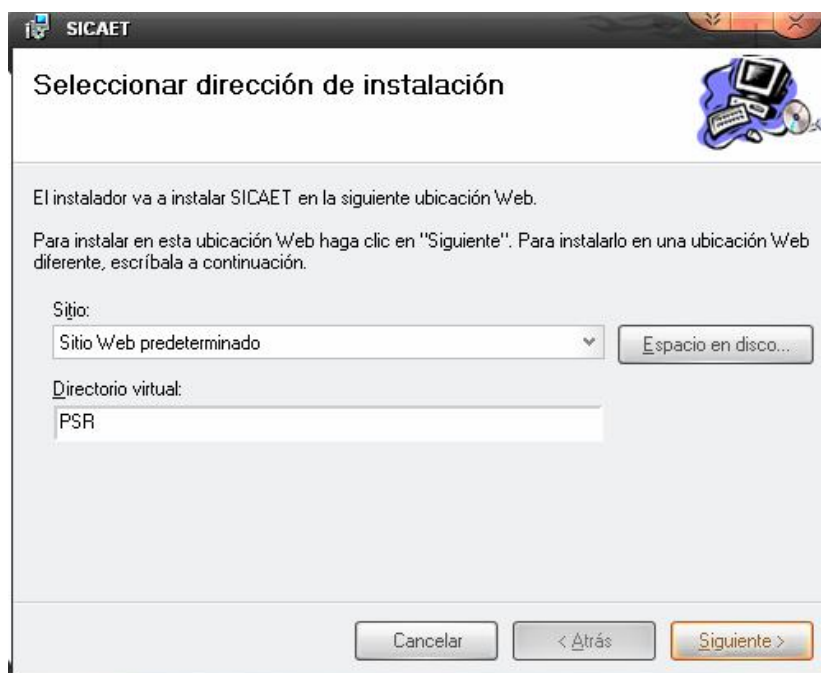 SICAET
Seleccionar dirección de instalación
El instalador va a instalar SICAET en la siguiente ubicación Web.
Para instalar en esta ubicación Web haga clic en "Siguiente". Para instalarlo en una ubicación Web
diferente, escríbala a continuación.
Sitio:
Sitio Web predeterminado
Espacio en disco...
Directorio virtual:
PSR
Cancelar
< Atrás
Siguiente >